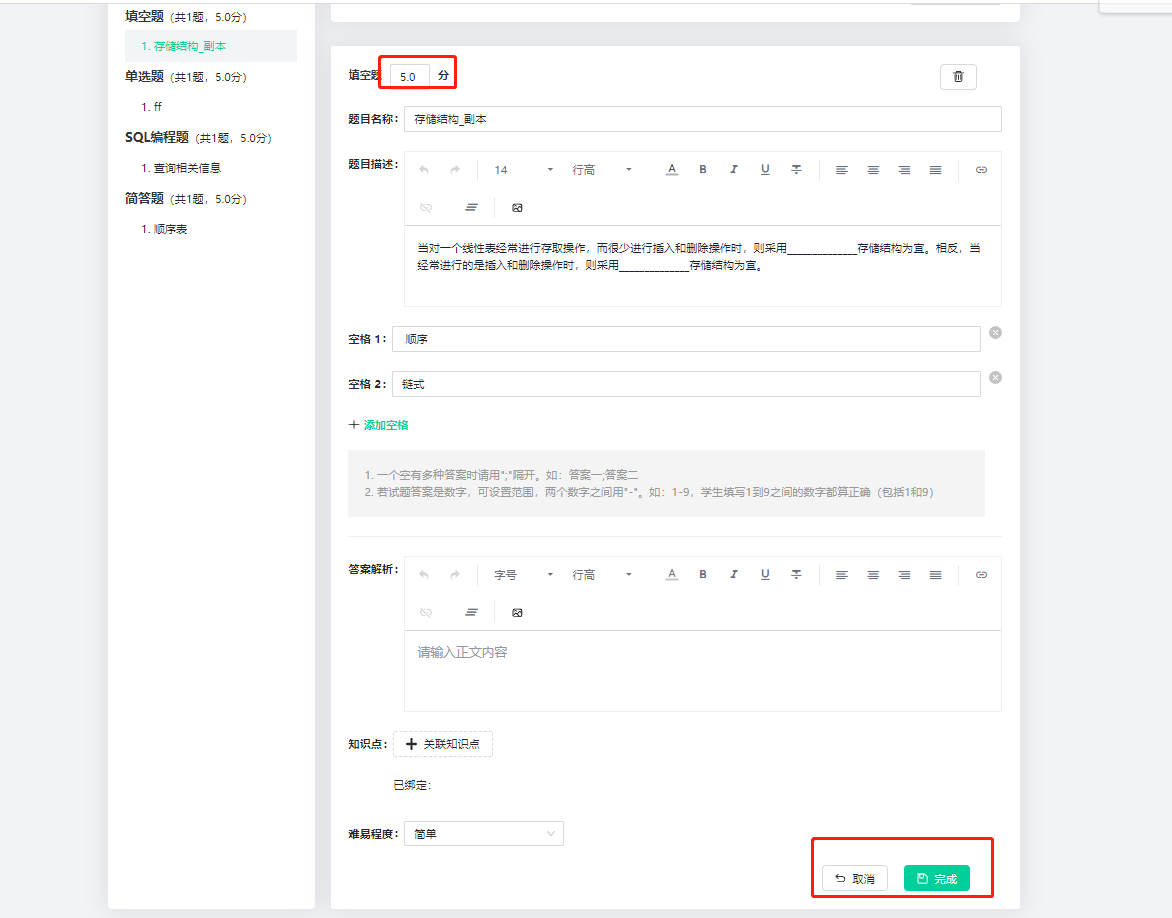 填空题 (共1题，5.0分)
1. 存储结构_副本
单选题 (共1题，5.0分)
1. ff
SQL编程题 (共1题，5.0分)
1. 查询相关信息
简答题 (共1题，5.0分)
1. 顺序表
填空题 5.0 分
题目名称： 存储结构_副本
题目描述：
14 行高 A B I U
当对一个线性表经常进行存取操作，而很少进行插入和删除操作时，则采用______________存储结构为宜。相反，当
经常进行的是插入和删除操作时，则采用______________存储结构为宜。
空格 1： 顺序
空格 2： 链式
+ 添加空格
1. 一个空有多种答案时请用";"隔开。如：答案一;答案二
2. 若试题答案是数字，可设置范围，两个数字之间用"-"。如：1-9，学生填写1到9之间的数字都算正确（包括1和9）
答案解析：
字号 行高 A B I U
请输入正文内容
知识点： + 关联知识点
已绑定：
难易程度： 简单
取消 完成